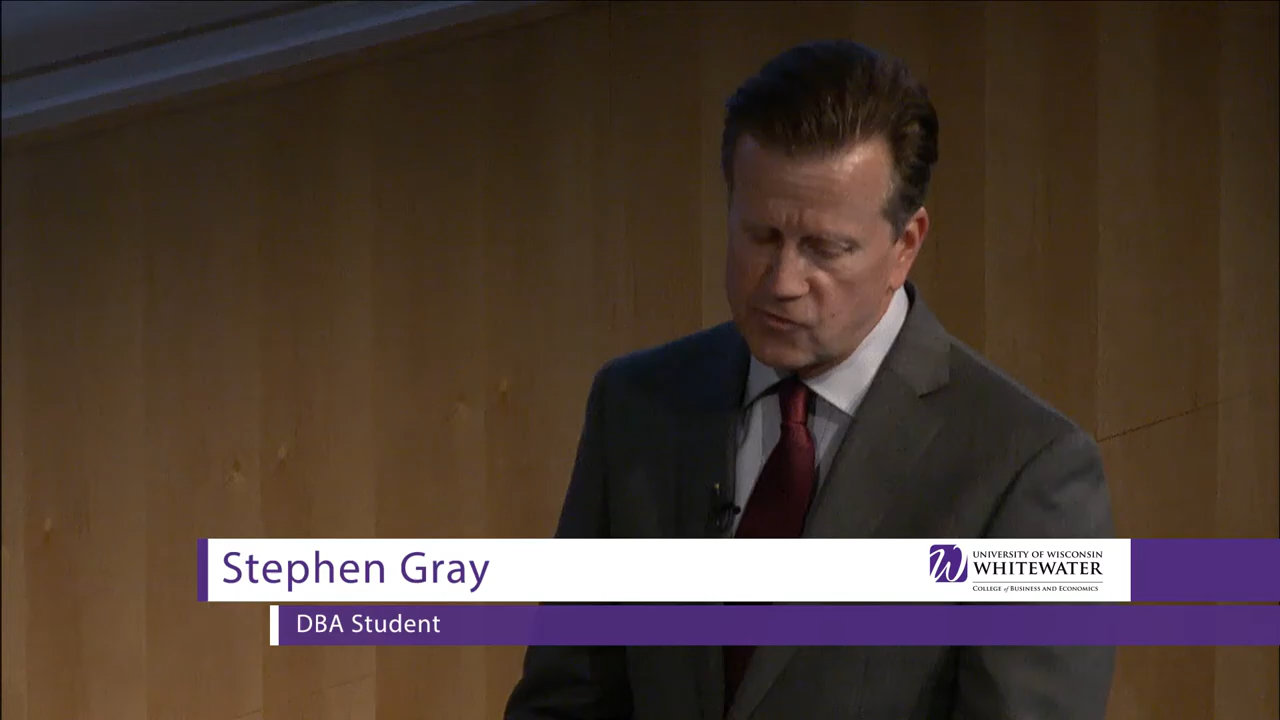 Stephen Gray
UNIVERSITY OF WISCONSIN
WHITEWATER
COLLEGE of BUSINESS AND ECONOMICS
DBA Student